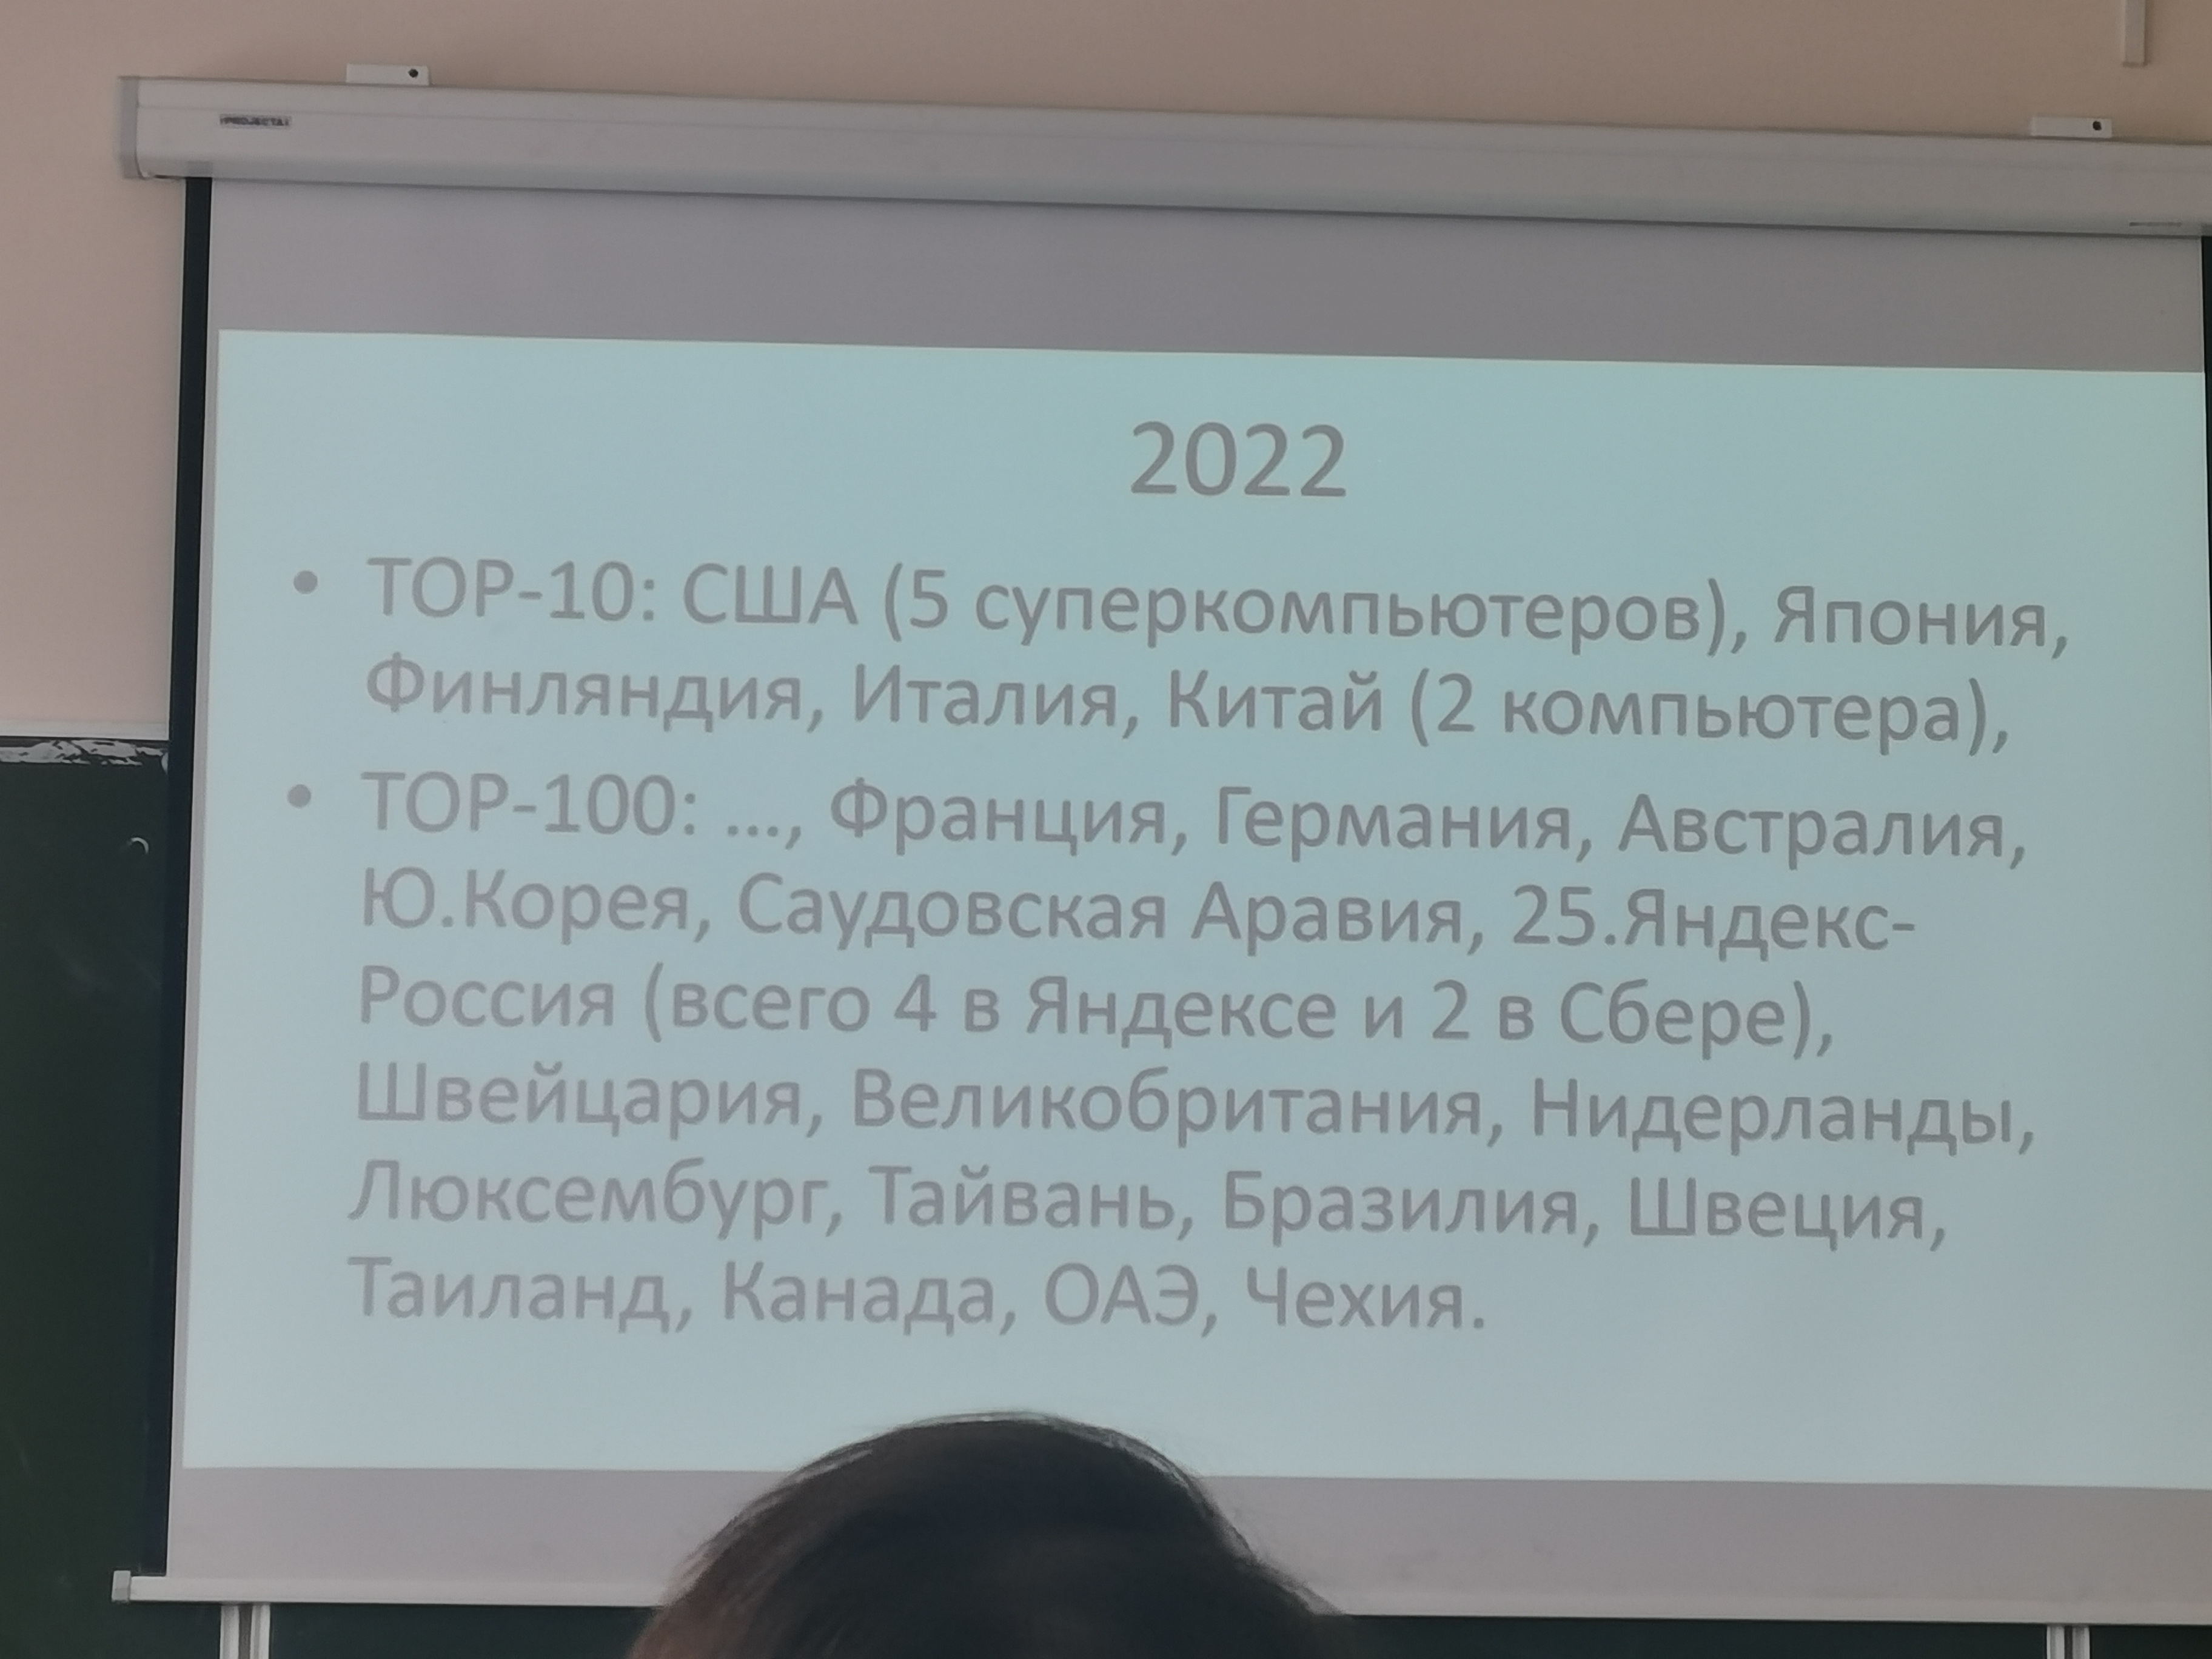 PROJECTA
2022
• TOP-10: США (5 суперкомпьютеров), Япония,
Финляндия, Италия, Китай (2 компьютера),
• TOP-100: ..., Франция, Германия, Австралия,
Ю.Корея, Саудовская Аравия, 25.Яндекс-
Россия (всего 4 в Яндексе и 2 в Сбере),
Швейцария, Великобритания, Нидерланды,
Люксембург, Тайвань, Бразилия, Швеция,
Таиланд, Канада, ОАЭ, Чехия.